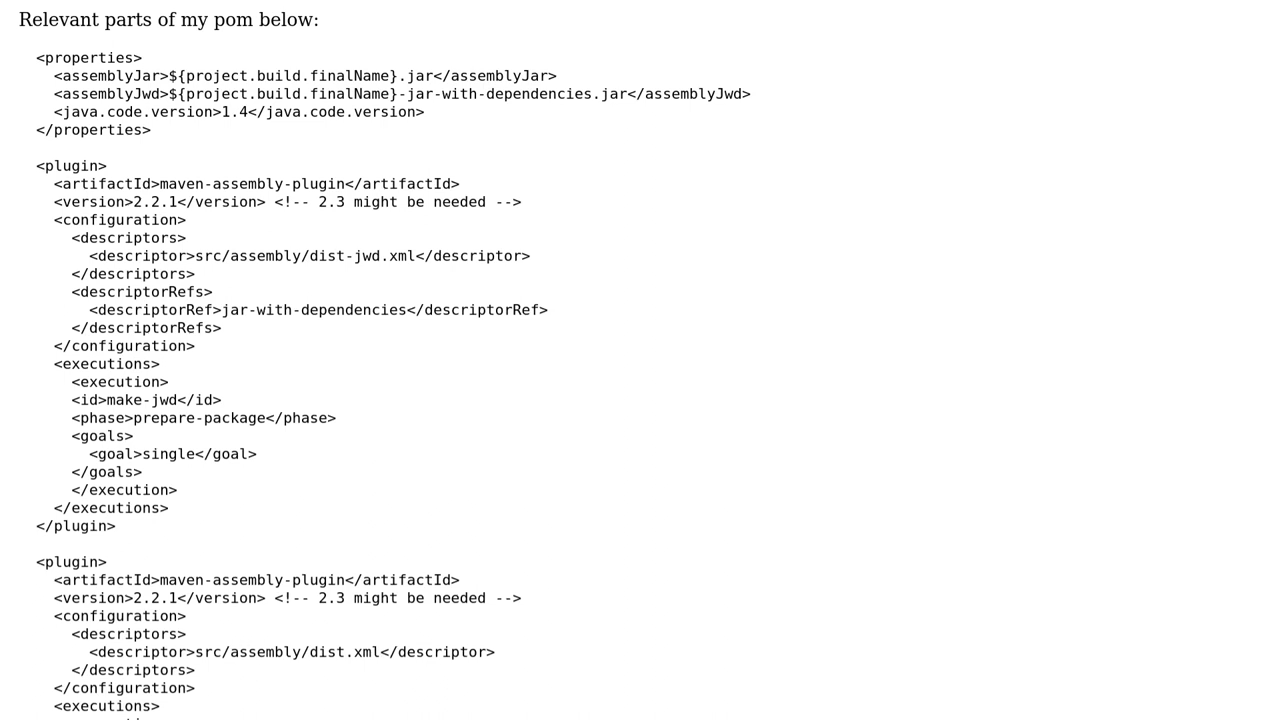 Relevant parts of my pom below:
<properties>
<assemblyJar>${project.build.finalName}.jar</assemblyJar>
<assemblyJwd>${project.build.finalName}-jar-with-dependencies.jar</assemblyJwd>
<java.code.version>1.4</java.code.version>
</properties>
<plugin>
<artifactId>maven-assembly-plugin</artifactId>
<version>2.2.1</version> <!-- 2.3 might be needed -->
<configuration>
<descriptors>
<descriptor>src/assembly/dist-jwd.xml</descriptor>
</descriptors>
<descriptorRefs>
<descriptorRef>jar-with-dependencies</descriptorRef>
</descriptorRefs>
</configuration>
<executions>
<execution>
<id>make-jwd</id>
<phase>prepare-package</phase>
<goals>
<goal>single</goal>
</goals>
</execution>
</executions>
</plugin>
<plugin>
<artifactId>maven-assembly-plugin</artifactId>
<version>2.2.1</version> <!-- 2.3 might be needed -->
<configuration>
<descriptors>
<descriptor>src/assembly/dist.xml</descriptor>
</descriptors>
</configuration>
<executions>